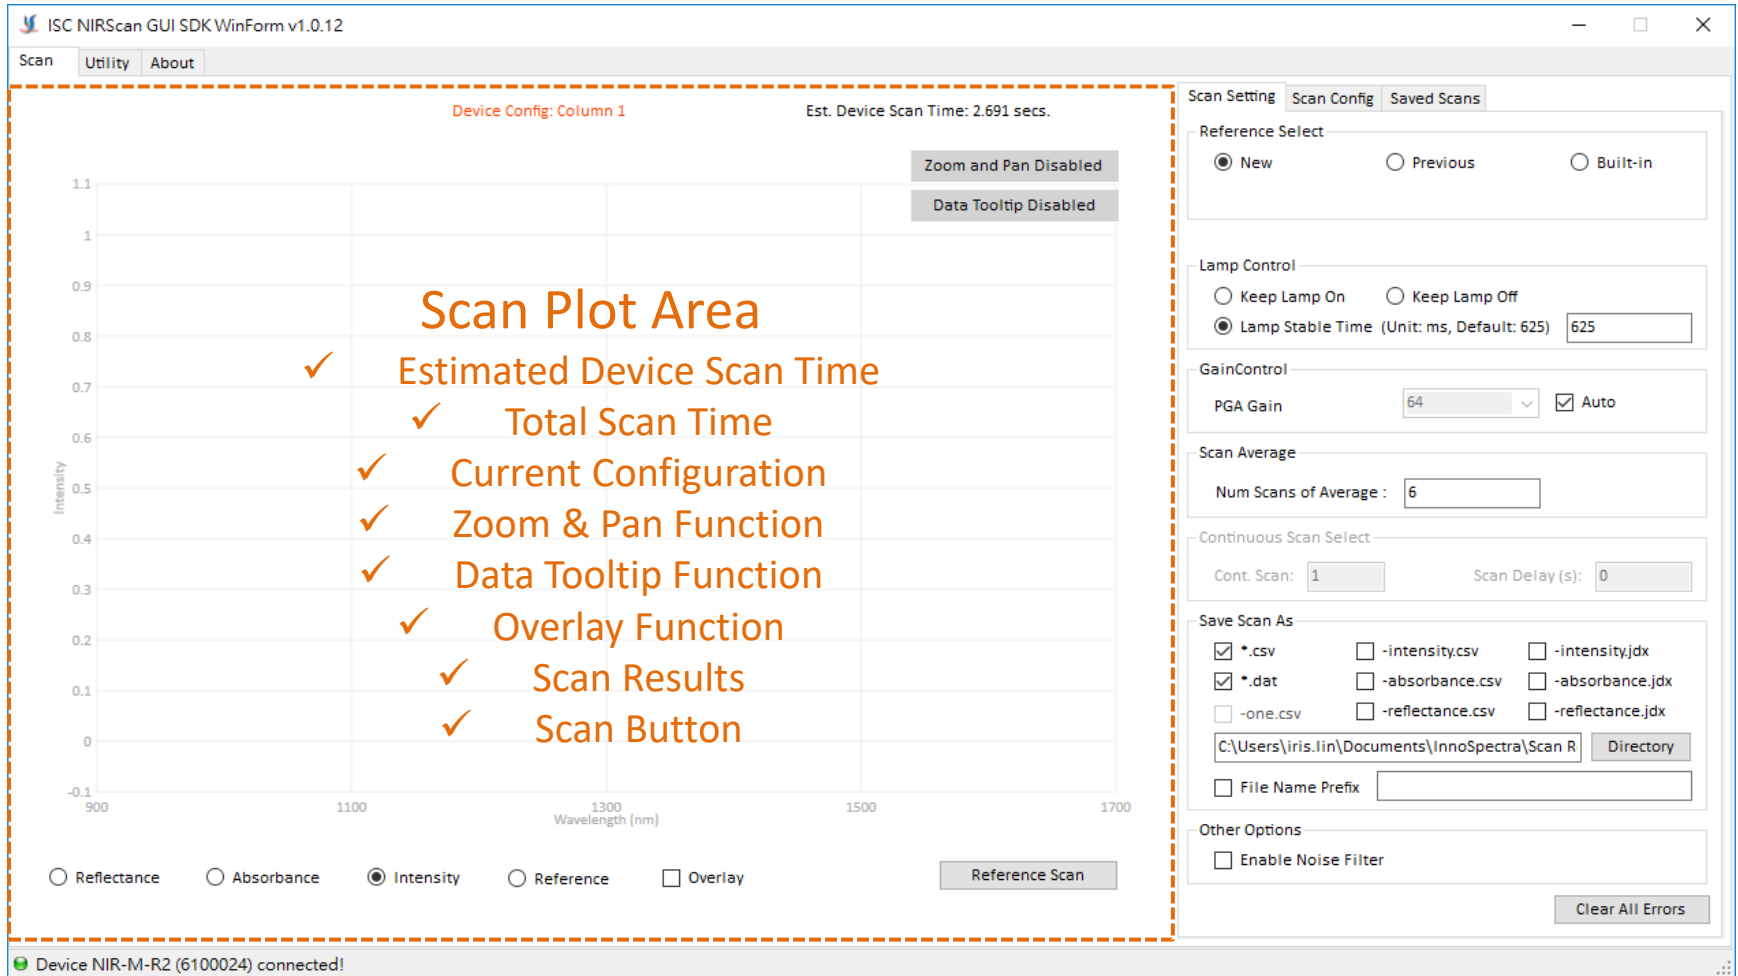 ISC NIRScan GUI SDK WinForm v1.0.12
Scan Utility About
Device Config: Column 1 Est. Device Scan Time: 2.691 secs.
Zoom and Pan Disabled
Data Tooltip Disabled
1.1
1
0.9
0.8
0.7
0.6
0.5
0.4
0.3
0.2
0.1
0
-0.1
Intensity
900 1100 1300 1500 1700
Wavelength (nm)
Scan Plot Area
✓ Estimated Device Scan Time
✓ Total Scan Time
✓ Current Configuration
✓ Zoom & Pan Function
✓ Data Tooltip Function
✓ Overlay Function
✓ Scan Results
✓ Scan Button
Reflectance Absorbance Intensity Reference Overlay Reference Scan
Scan Setting Scan Config Saved Scans
Reference Select
New Previous Built-in
Lamp Control
Keep Lamp On Keep Lamp Off
Lamp Stable Time (Unit: ms, Default: 625) 625
GainControl
PGA Gain 64 Auto
Scan Average
Num Scans of Average : 6
Continuous Scan Select
Cont. Scan: 1 Scan Delay (s): 0
Save Scan As
*.csv -intensity.csv -intensity.jdx
*.dat -absorbance.csv -absorbance.jdx
-one.csv -reflectance.csv -reflectance.jdx
C:\Users\iris.lin\Documents\InnoSpectra\Scan R Directory
File Name Prefix
Other Options
Enable Noise Filter
Clear All Errors
Device NIR-M-R2 (6100024) connected!